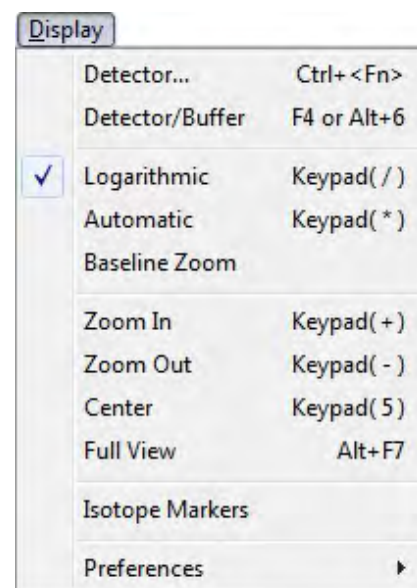 Display
Detector... Ctrl+<Fn>
Detector/Buffer F4 or Alt+6
Logarithmic Keypad( / )
Automatic Keypad( * )
Baseline Zoom
Zoom In Keypad( + )
Zoom Out Keypad( - )
Center Keypad( 5 )
Full View Alt+F7
Isotope Markers
Preferences